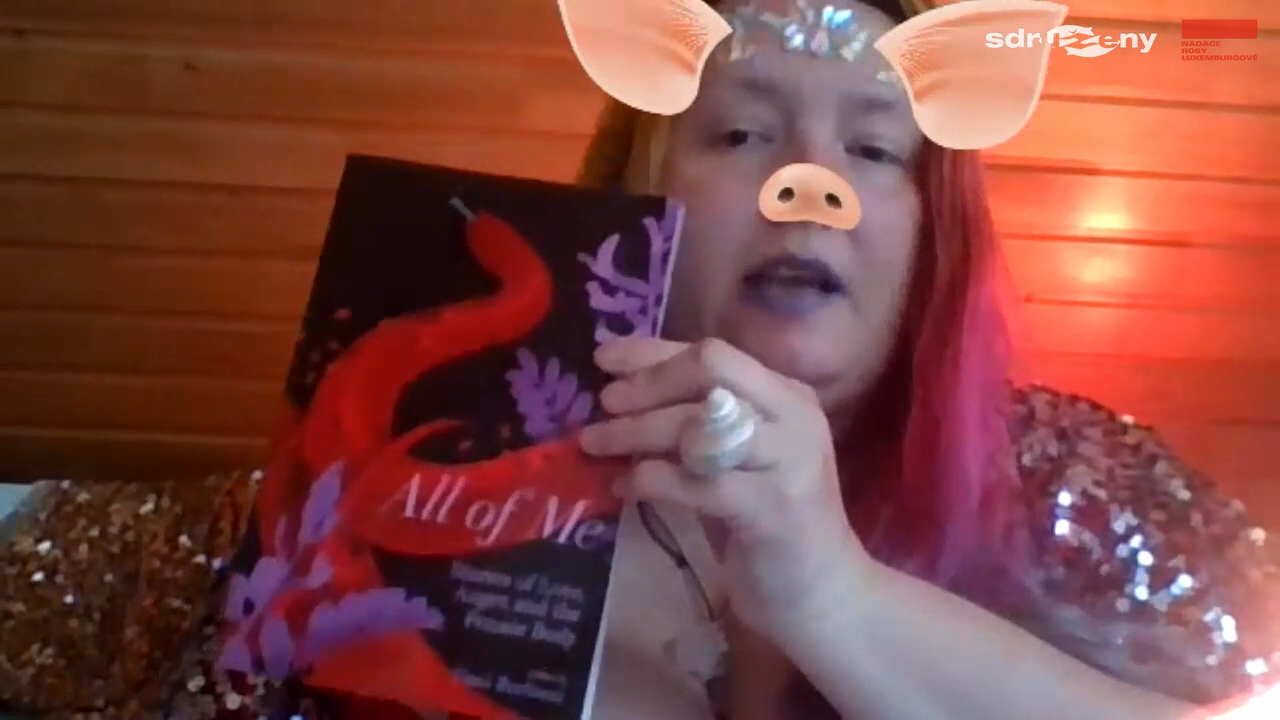 NADACE
ROSY
LUXEMBURGOVÉ
All of Me
Stories of Love,
Anger, and the
Female Body